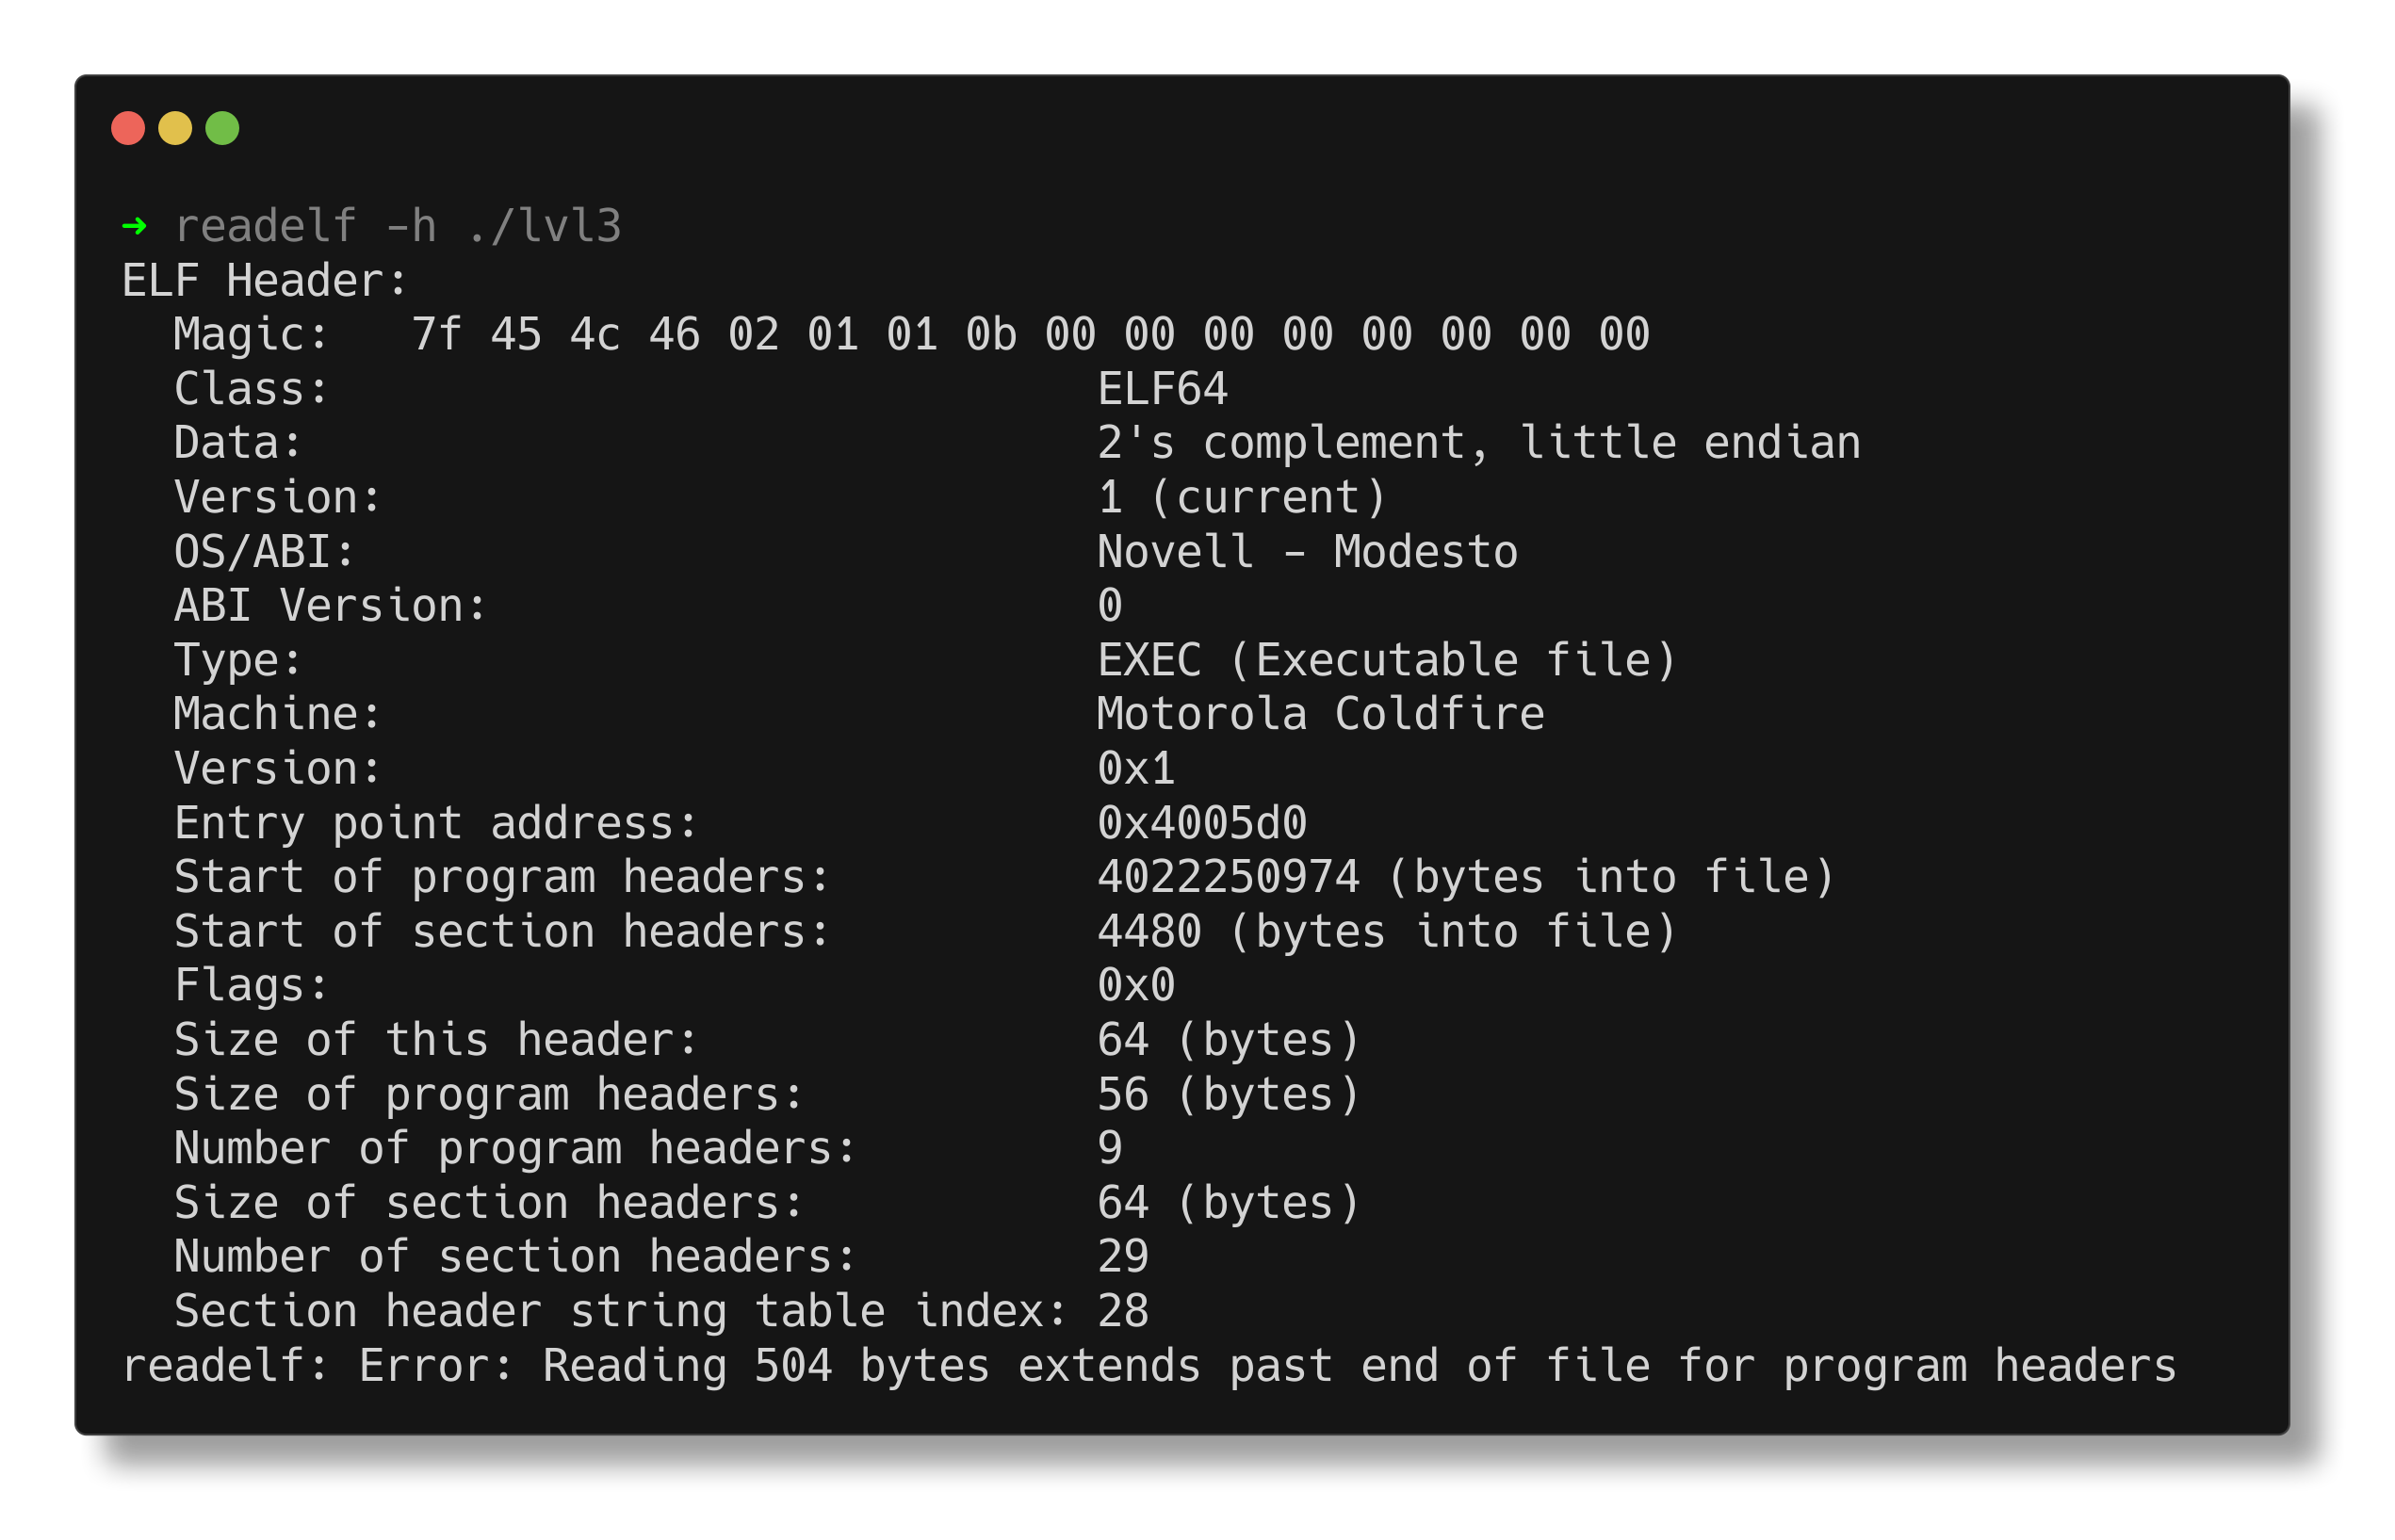 ➜ readelf -h ./lvl3
ELF Header:
  Magic:   7f 45 4c 46 02 01 01 0b 00 00 00 00 00 00 00 00
  Class:                             ELF64
  Data:                              2's complement, little endian
  Version:                           1 (current)
  OS/ABI:                            Novell - Modesto
  ABI Version:                       0
  Type:                              EXEC (Executable file)
  Machine:                           Motorola Coldfire
  Version:                           0x1
  Entry point address:               0x4005d0
  Start of program headers:          4022250974 (bytes into file)
  Start of section headers:          4480 (bytes into file)
  Flags:                             0x0
  Size of this header:               64 (bytes)
  Size of program headers:           56 (bytes)
  Number of program headers:         9
  Size of section headers:           64 (bytes)
  Number of section headers:         29
  Section header string table index: 28
readelf: Error: Reading 504 bytes extends past end of file for program headers